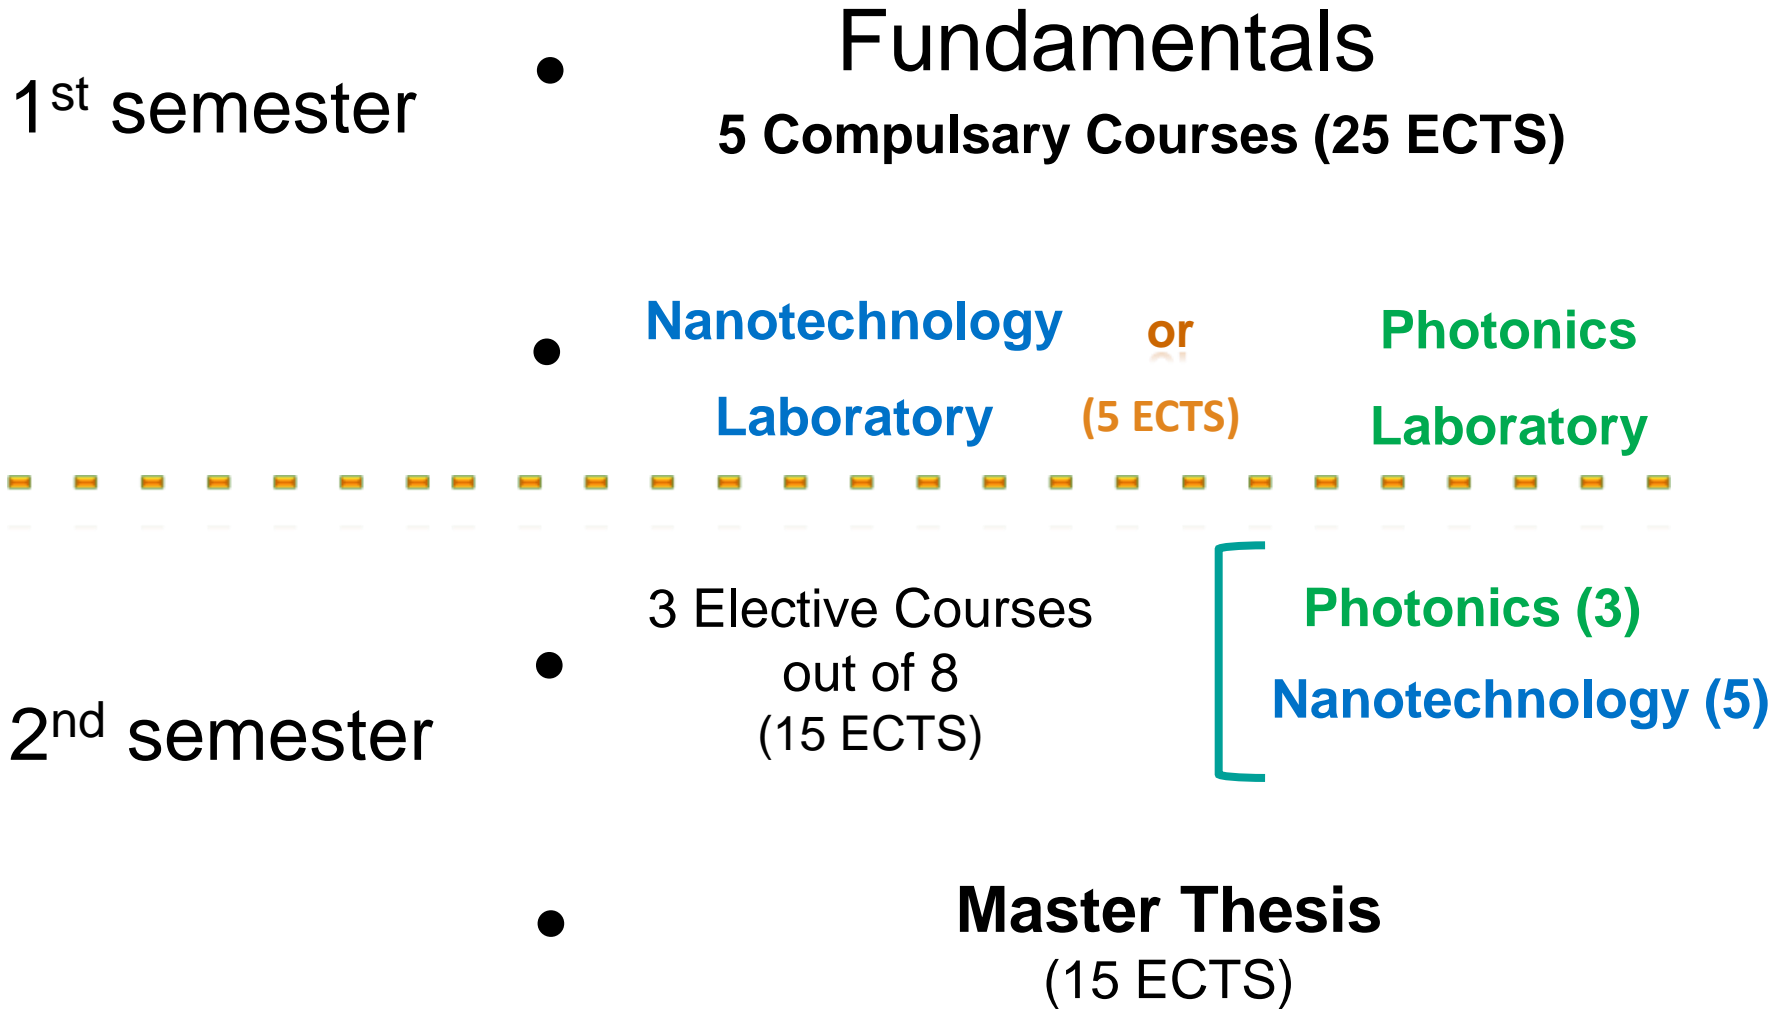 Fundamentals
1st semester
5 Compulsary Courses (25 ECTS)
Nanotechnology or Photonics
Laboratory (5 ECTS) Laboratory
3 Elective Courses
out of 8
(15 ECTS)
Photonics (3)
Nanotechnology (5)
2nd semester
Master Thesis
(15 ECTS)